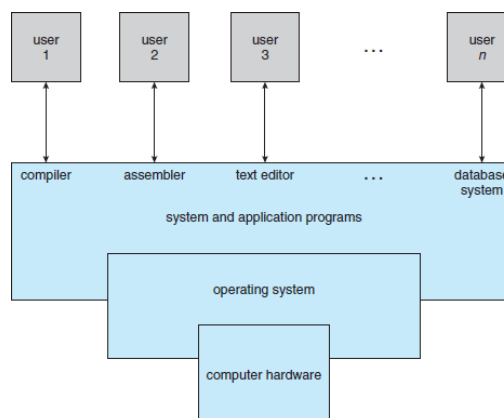 user user user ... user
1 2 3 n
compiler assembler text editor ... database
system
system and application programs
operating system
computer hardware